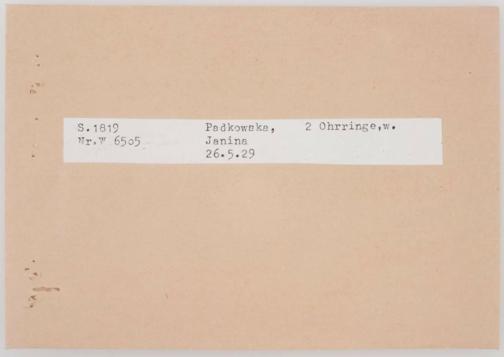 S.1819 Padkowska, 2 Ohrringe,w.
Nr.W 6505 Janina
26.5.29